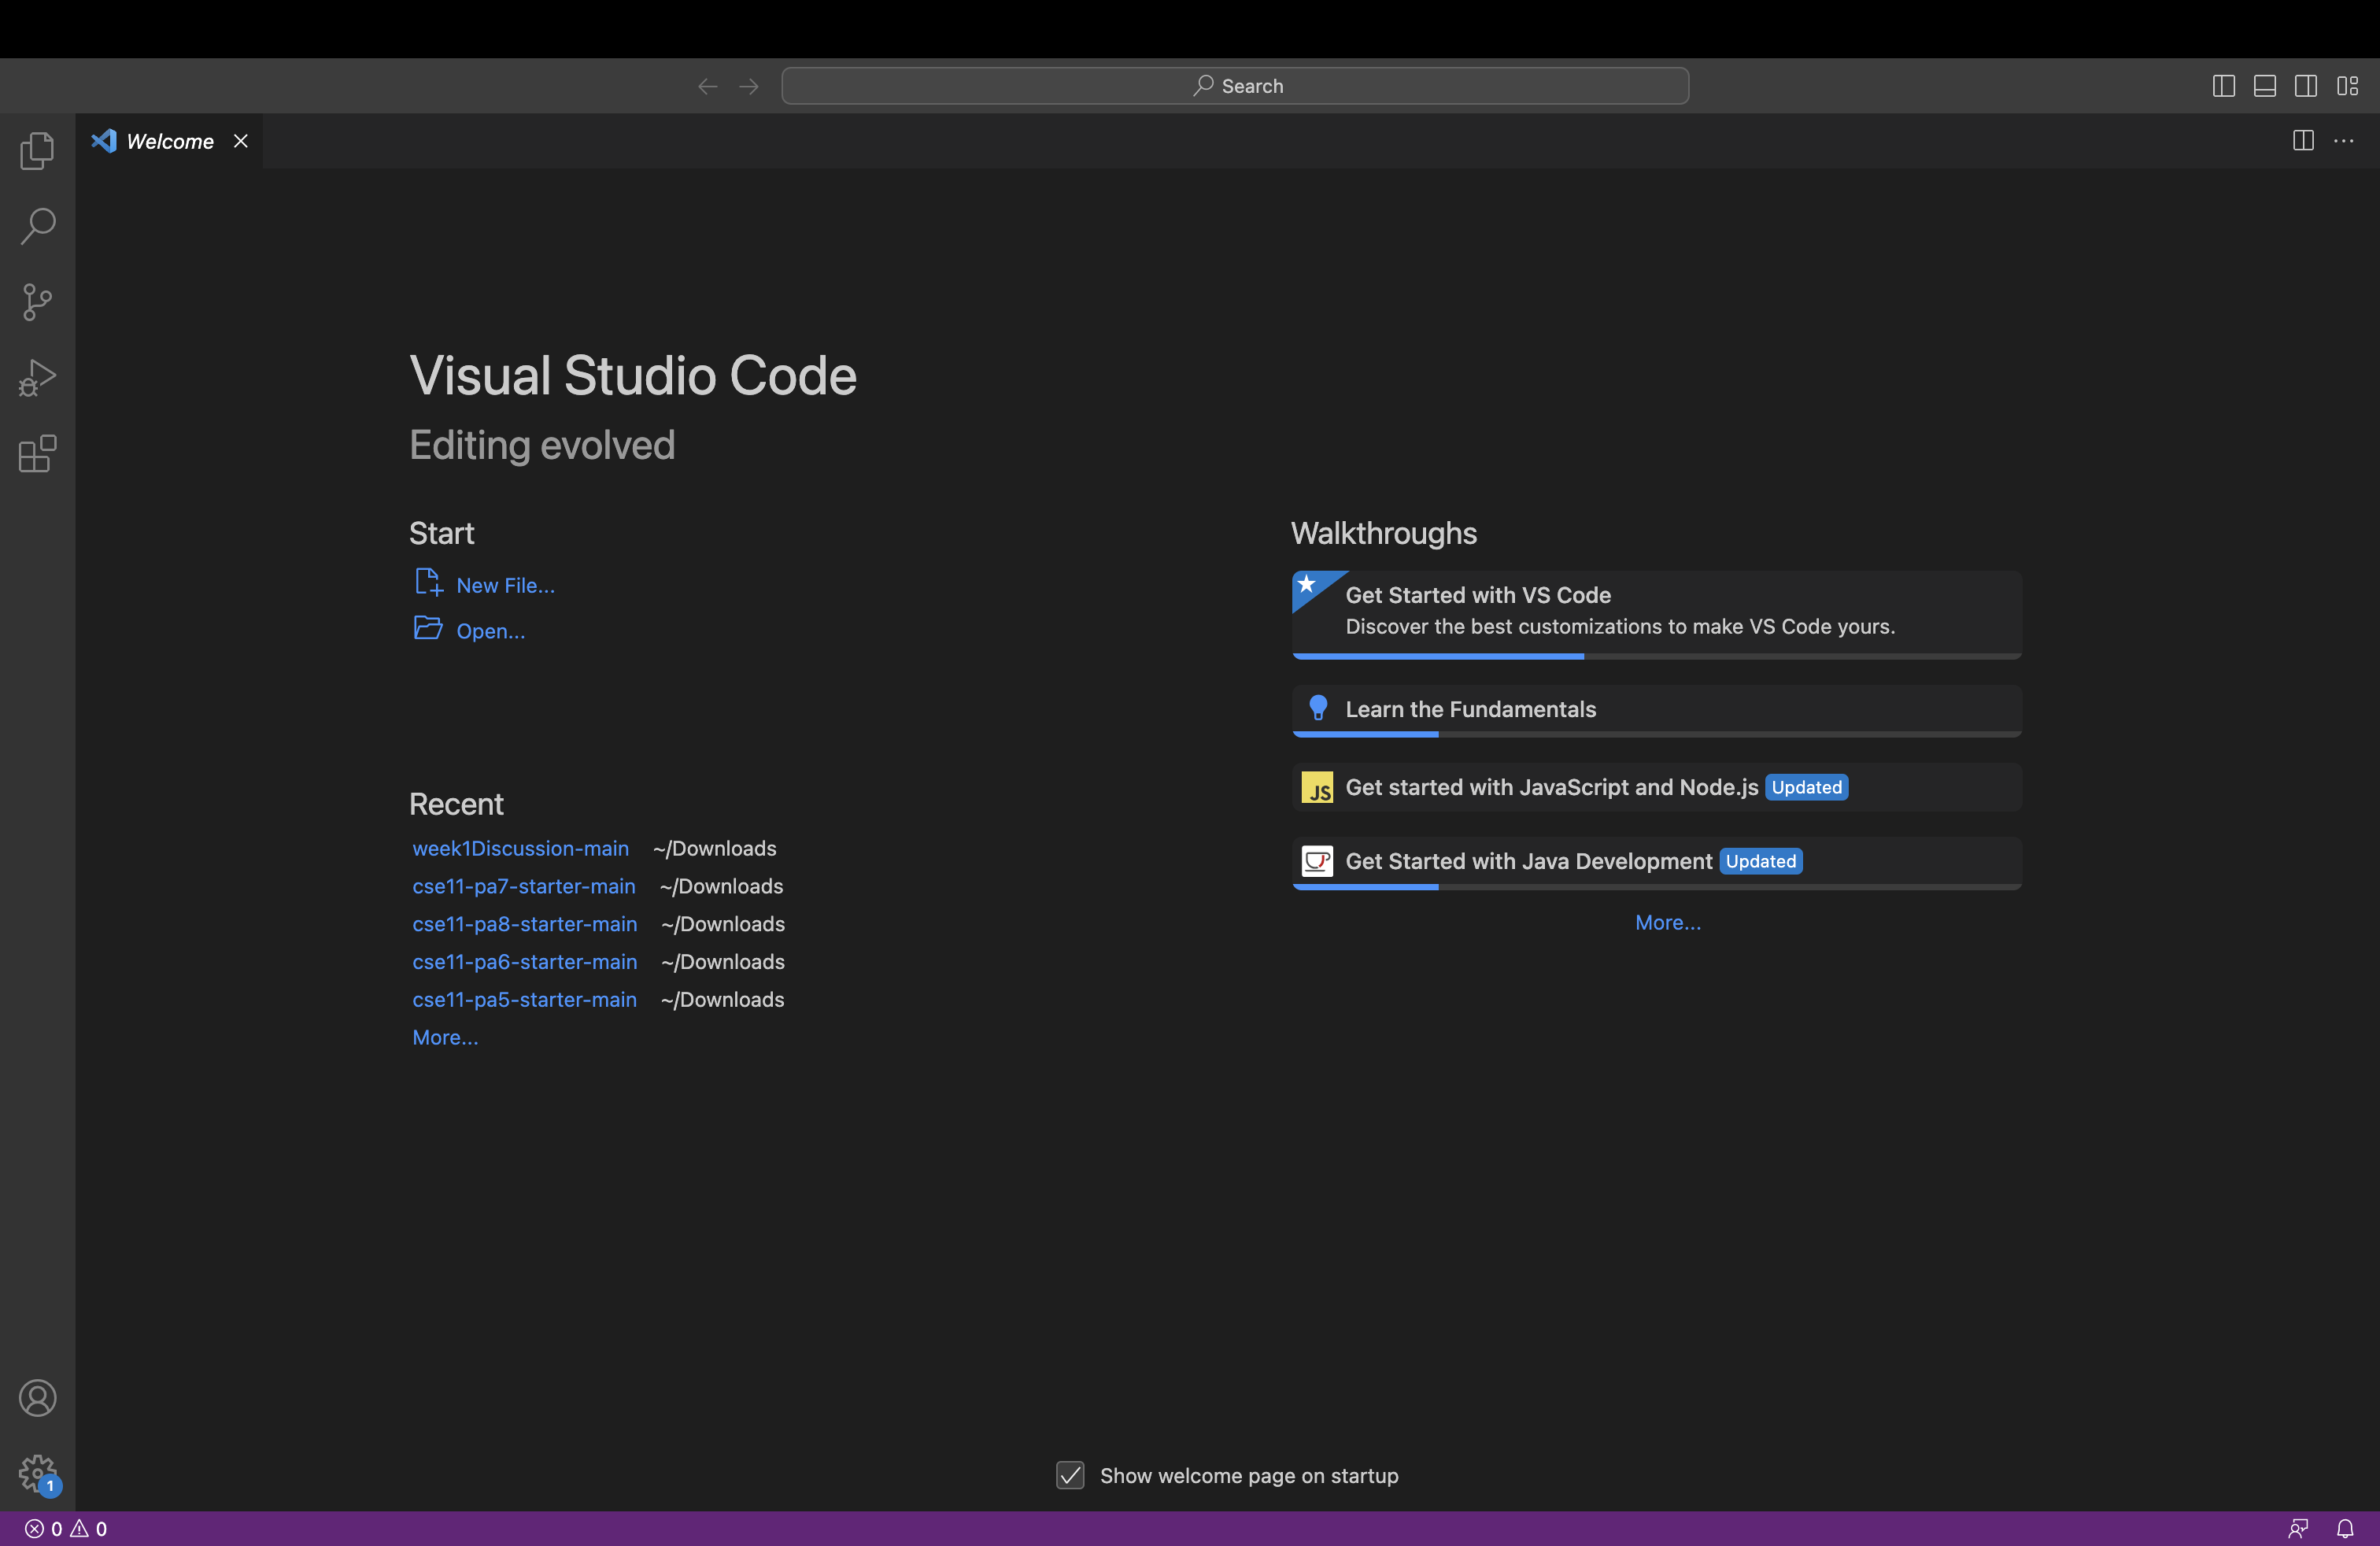 Search
Welcome
Visual Studio Code
Editing evolved
Start
New File...
Open...
Recent
week1Discussion-main ~/Downloads
cse11-pa7-starter-main ~/Downloads
cse11-pa8-starter-main ~/Downloads
cse11-pa6-starter-main ~/Downloads
cse11-pa5-starter-main ~/Downloads
More...
Walkthroughs
Get Started with VS Code
Discover the best customizations to make VS Code yours.
Learn the Fundamentals
JS Get started with JavaScript and Node.js Updated
Get Started with Java Development Updated
More...
Show welcome page on startup
1
0 0